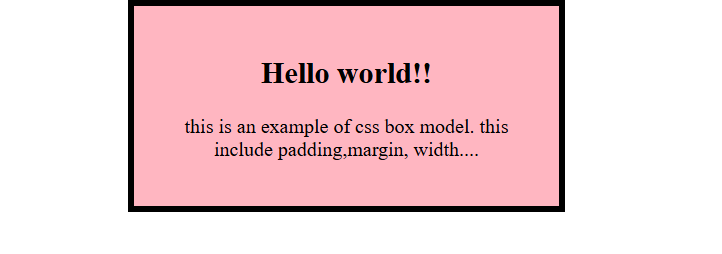 Hello world!!
this is an example of css box model. this
include padding,margin, width....